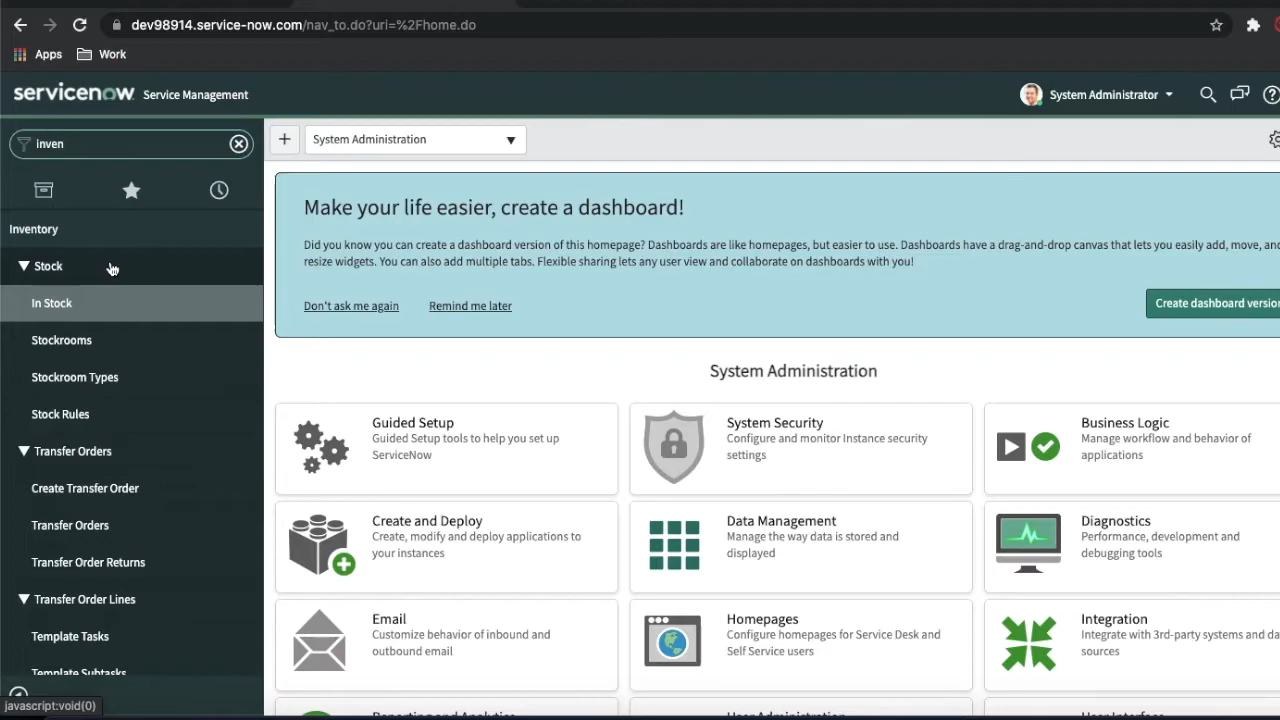 dev98914.service-now.com/nav_to.do?uri=%2Fhome.do
Apps
Work
servicenow Service Management
System Administrator
inven
System Administration
Inventory
Stock
In Stock
Stockrooms
Stockroom Types
Stock Rules
Transfer Orders
Create Transfer Order
Transfer Orders
Transfer Order Returns
Transfer Order Lines
Template Tasks
Template Subtasks
javascript:void(0)
Make your life easier, create a dashboard!
Did you know you can create a dashboard version of this homepage? Dashboards are like homepages, but easier to use. Dashboards have a drag-and-drop canvas that lets you easily add, move, and
resize widgets. You can also add multiple tabs. Flexible sharing lets any user view and collaborate on dashboards with you!
Don't ask me again
Remind me later
Create dashboard version
System Administration
Guided Setup
Guided Setup tools to help you set up
ServiceNow
System Security
Configure and monitor Instance security
settings
Business Logic
Manage workflow and behavior of
applications
Create and Deploy
Create, modify and deploy applications to
your instances
Data Management
Manage the way data is stored and
displayed
Diagnostics
Performance, development and
debugging tools
Email
Customize behavior of inbound and
outbound email
Homepages
Configure homepages for Service Desk and
Self Service users
Integration
Integrate with 3rd-party systems and da
sources
Reporting and Analytics
User Administration
User Interface